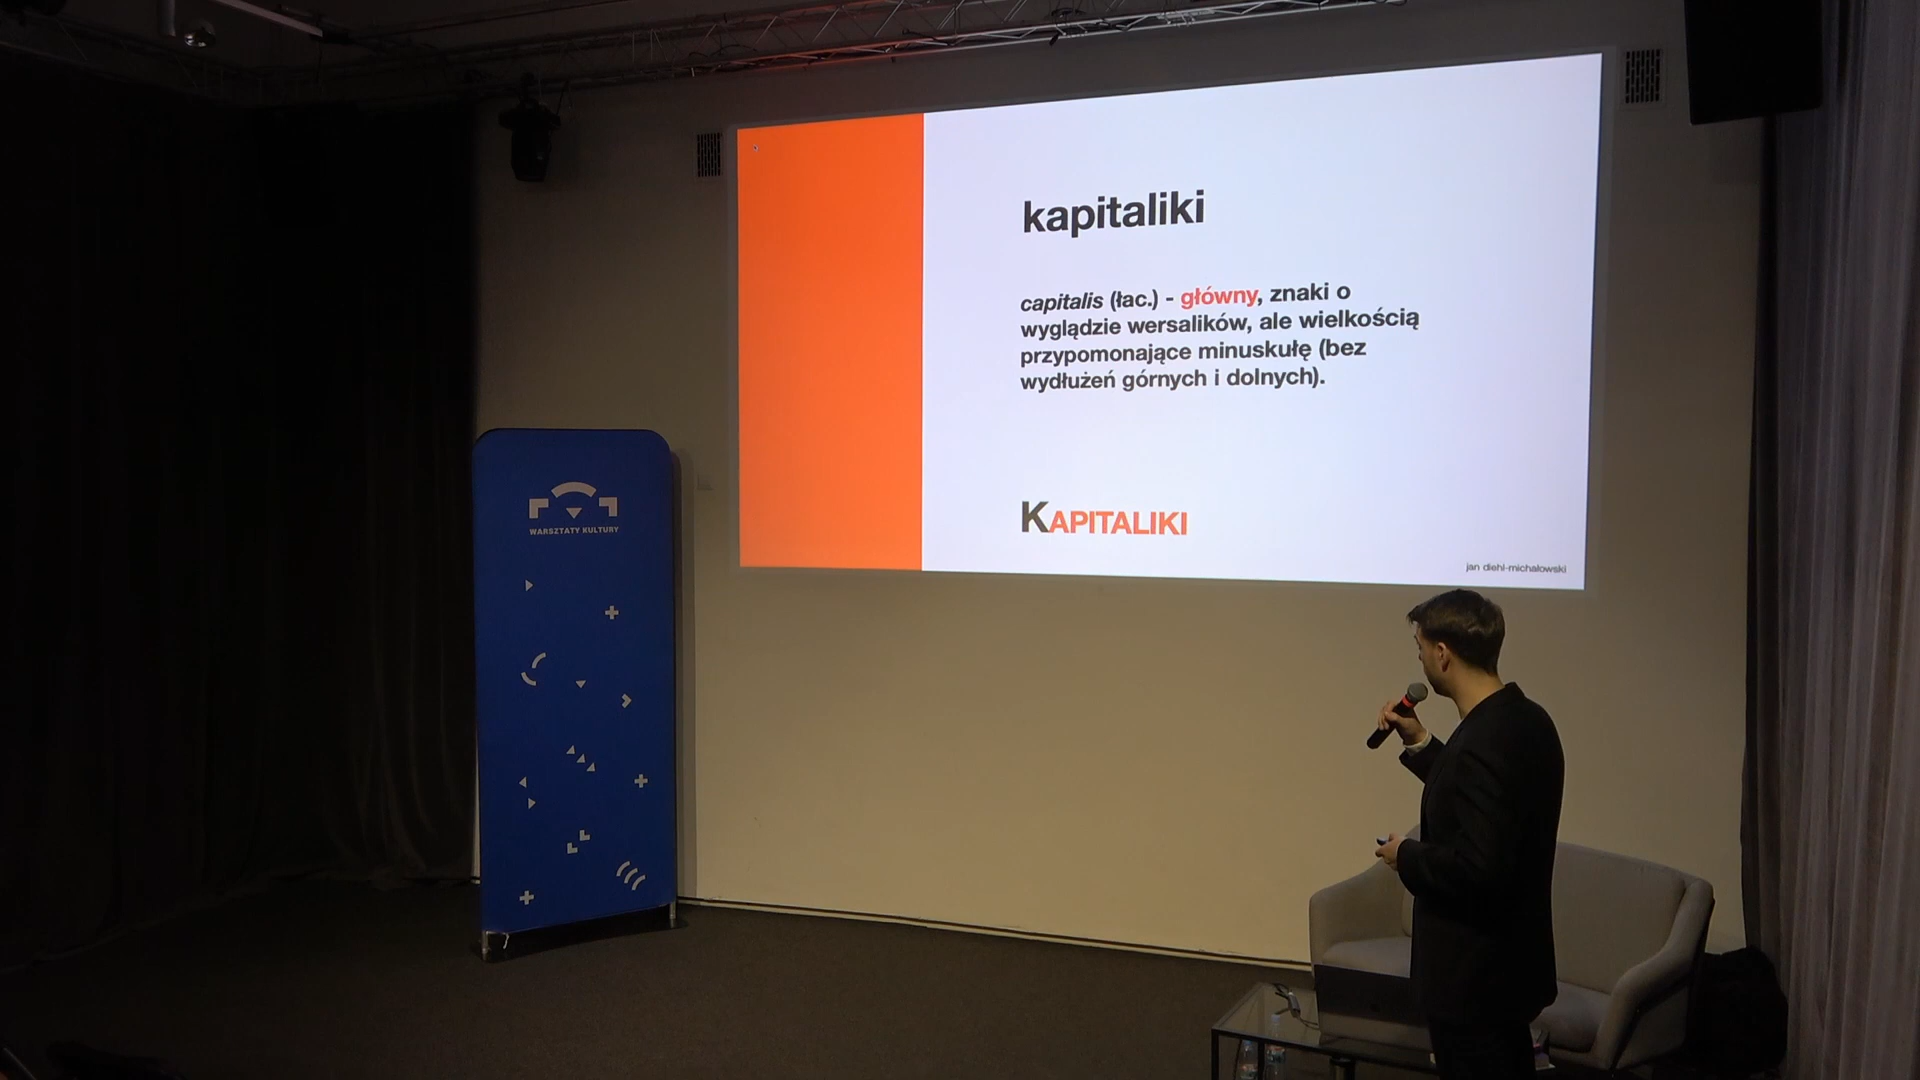 kapitaliki
capitalis (łac.) - główny, znaki o
wyglądzie wersalików, ale wielkością
przypomonające minuskułę (bez
wydłużeń górnych i dolnych).
KAPITALIKI
jan diehl-michałowski
WARSZTATY KULTURY